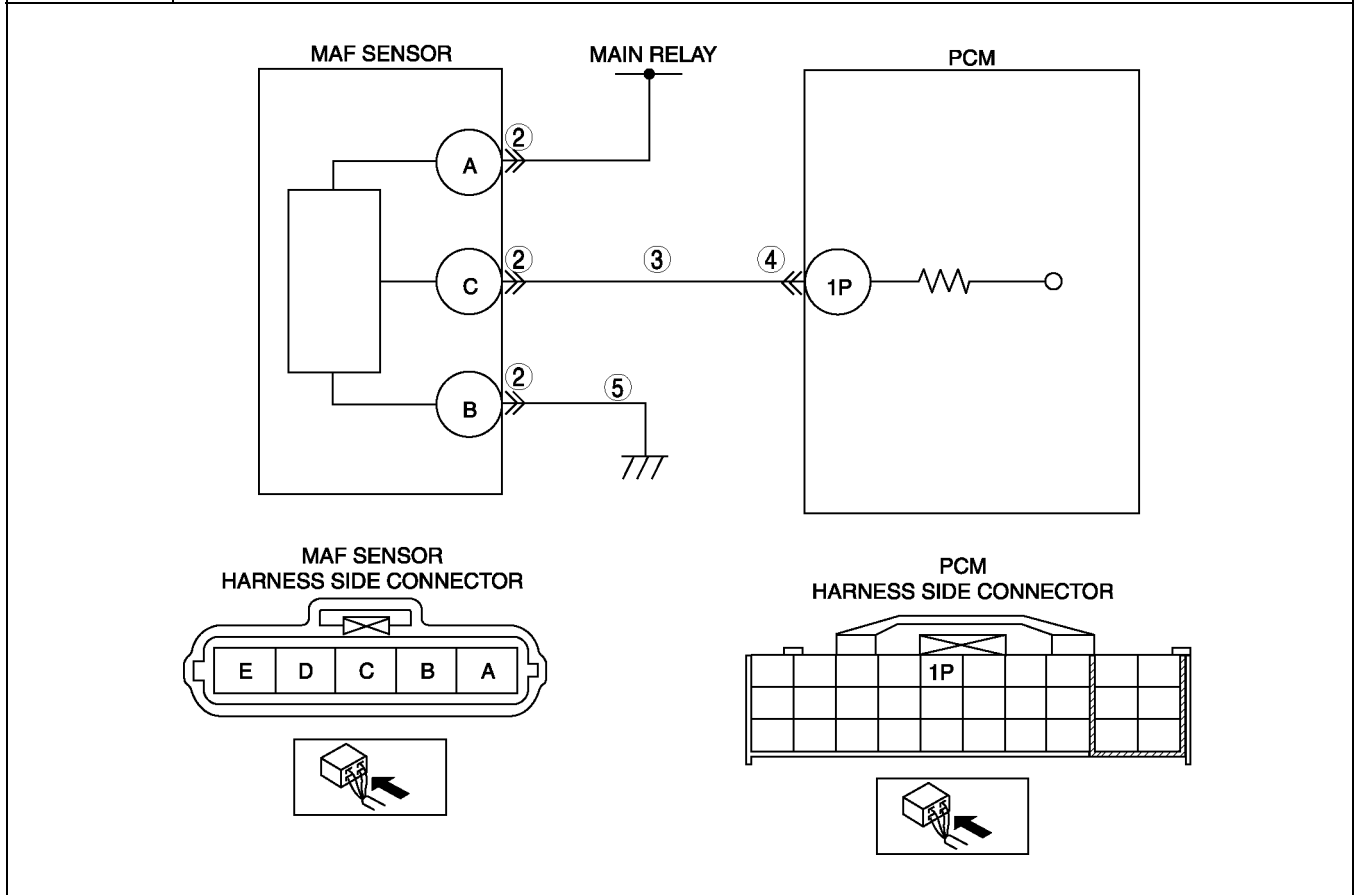 MAF SENSOR
MAIN RELAY
PCM
A
②
C
②
③
④
1P
B
②
⑤
MAF SENSOR
HARNESS SIDE CONNECTOR
E D C B A
PCM
HARNESS SIDE CONNECTOR
1P